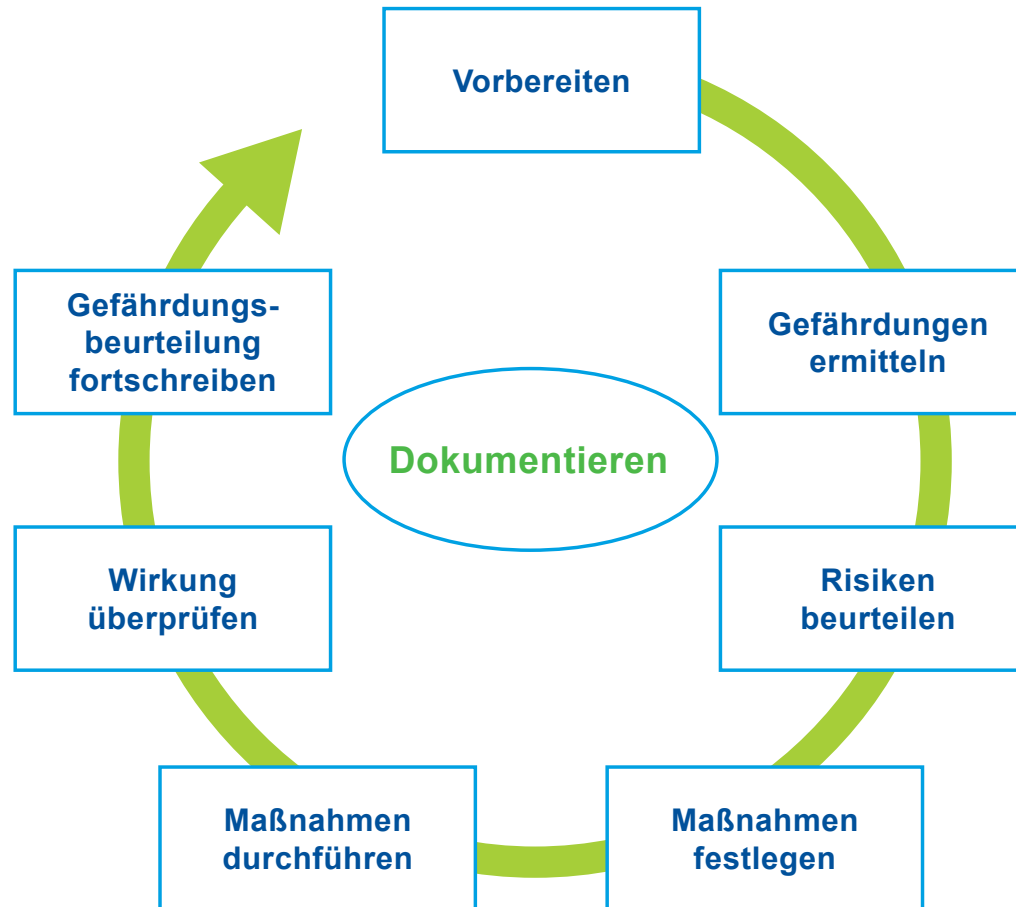 Vorbereiten
Gefährdungen
ermitteln
Risiken
beurteilen
Maßnahmen
festlegen
Maßnahmen
durchführen
Wirkung
überprüfen
Gefährdungs-
beurteilung
fortschreiben
Dokumentieren